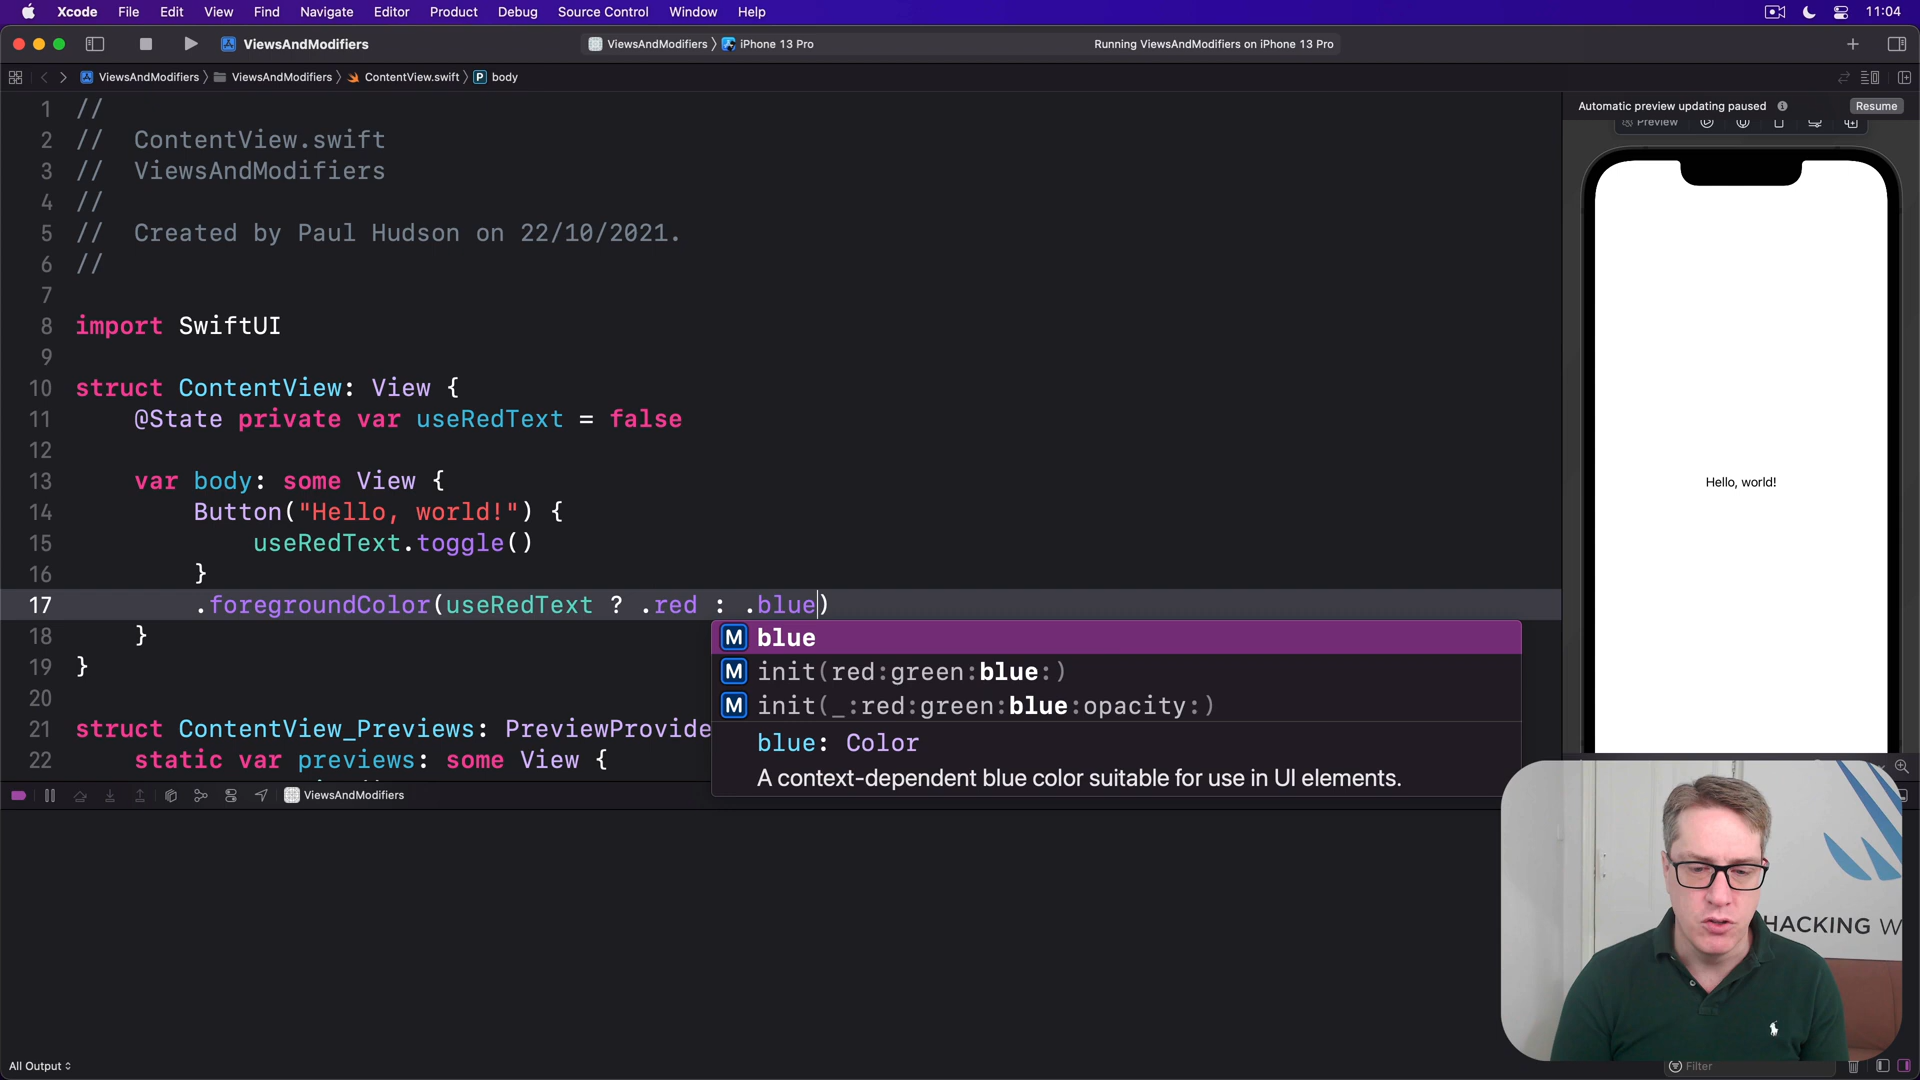 Xcode File Edit View Find Navigate Editor Product Debug Source Control Window Help 11:04
ViewsAndModifiers
ViewsAndModifiers 〉 iPhone 13 Pro
Running ViewsAndModifiers on iPhone 13 Pro
ViewsAndModifiers 〉 ViewsAndModifiers 〉 ContentView.swift 〉 P body
Automatic preview updating paused
Resume
Preview
1 //
2 // ContentView.swift
3 // ViewsAndModifiers
4 //
5 // Created by Paul Hudson on 22/10/2021.
6 //
7
8 import SwiftUI
9
10 struct ContentView: View {
11 @State private var useRedText = false
12
13 var body: some View {
14 Button("Hello, world!") {
15 useRedText.toggle()
16 }
17 .foregroundColor(useRedText ? .red : .blue)
18 }
19 }
20
21 struct ContentView_Previews: PreviewProvide
22 static var previews: some View {
M blue
M init(red:green:blue:)
M init(_:red:green:blue:opacity:)
blue: Color
A context-dependent blue color suitable for use in UI elements.
Hello, world!
ViewsAndModifiers
HACKING W
All Output
Filter